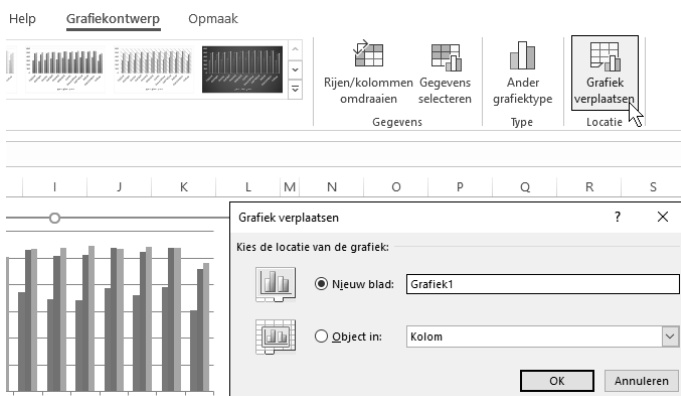 Help Grafiekontwerp Opmaak
Rijen/kolommen omdraaien
Gegevens selecteren
Ander grafiektype
Grafiek verplaatsen
Gegevens Type Locatie
I J K L M N O P Q R S
Grafiek verplaatsen ? ✕
Kies de locatie van de grafiek:
Nieuw blad: Grafiek1
Object in: Kolom
OK Annuleren